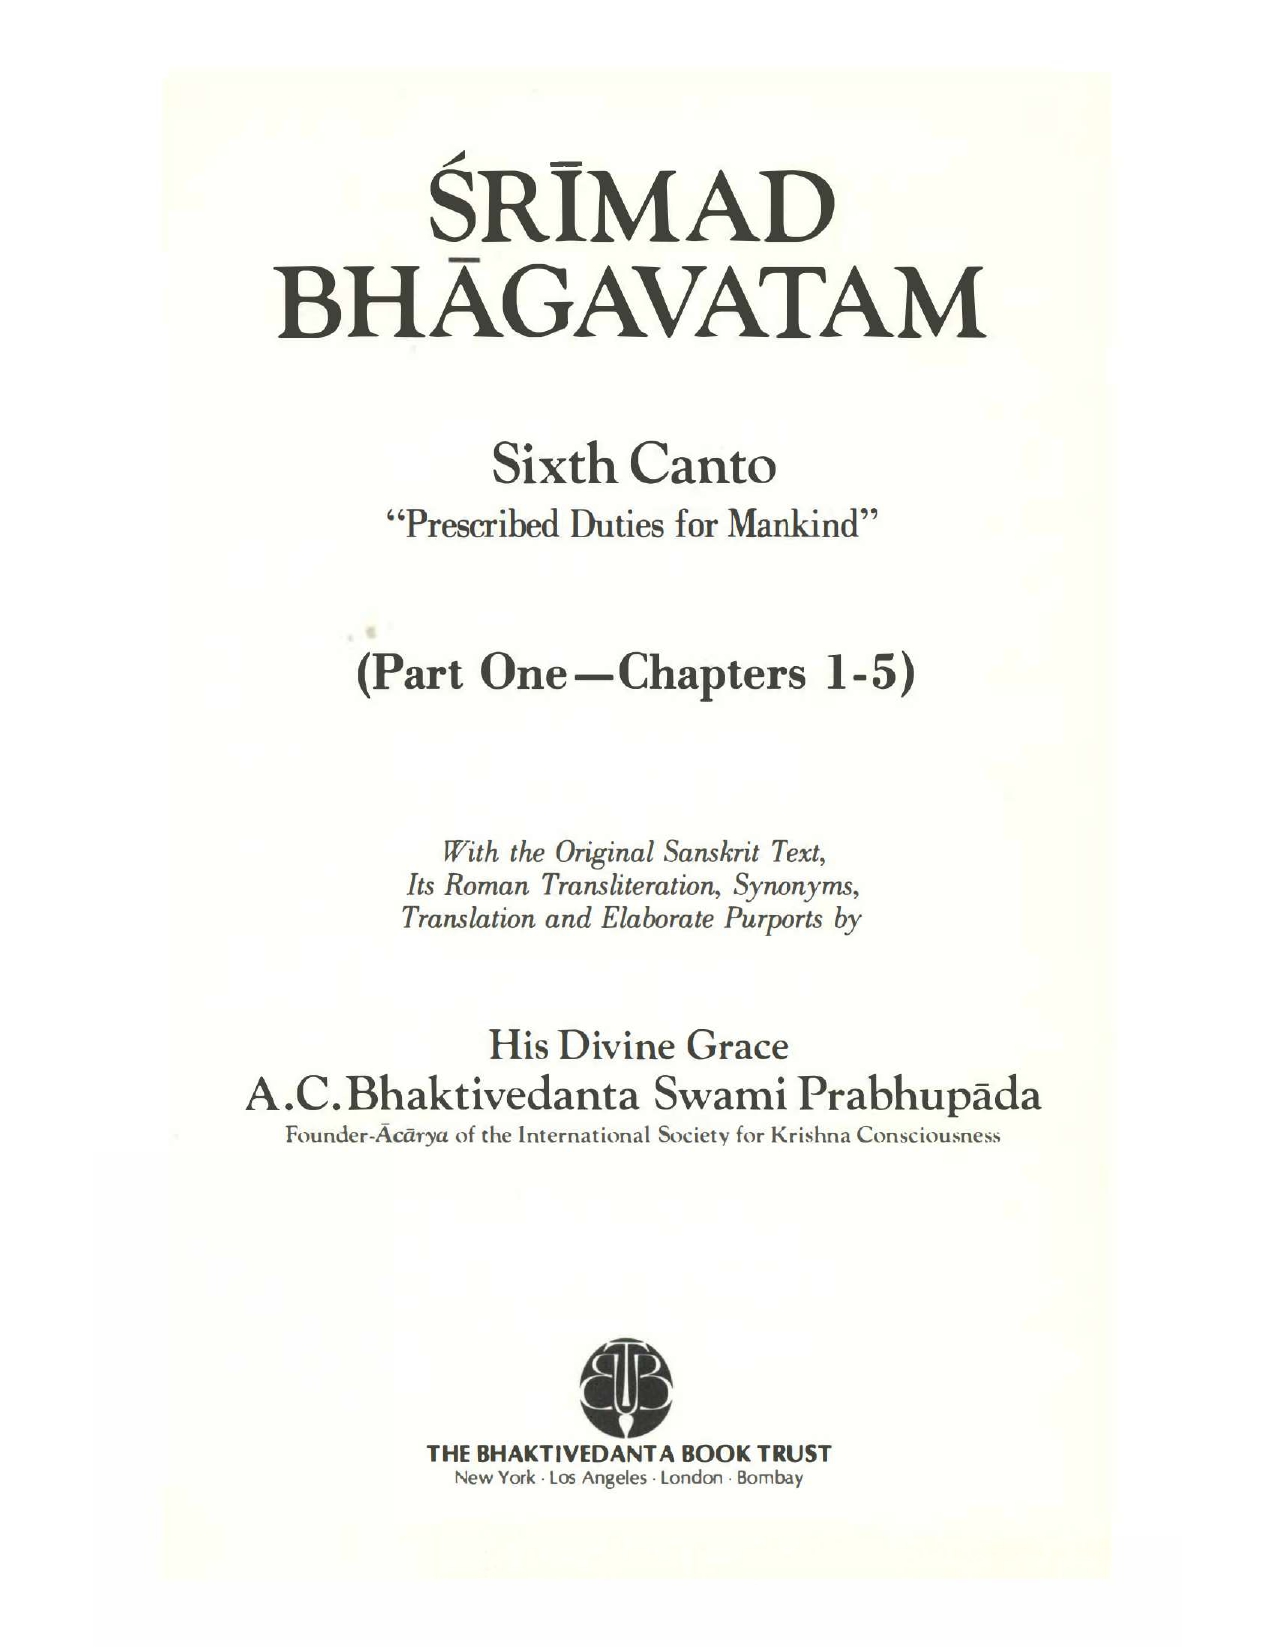 ŚRĪMAD
BHĀGAVATAM
Sixth Canto
“Prescribed Duties for Mankind”
(Part One—Chapters 1-5)
With the Original Sanskrit Text,
Its Roman Transliteration, Synonyms,
Translation and Elaborate Purports by
His Divine Grace
A.C.Bhaktivedanta Swami Prabhupāda
Founder-Ācārya of the International Society for Krishna Consciousness
BTB
THE BHAKTIVEDANTA BOOK TRUST
New York · Los Angeles · London · Bombay